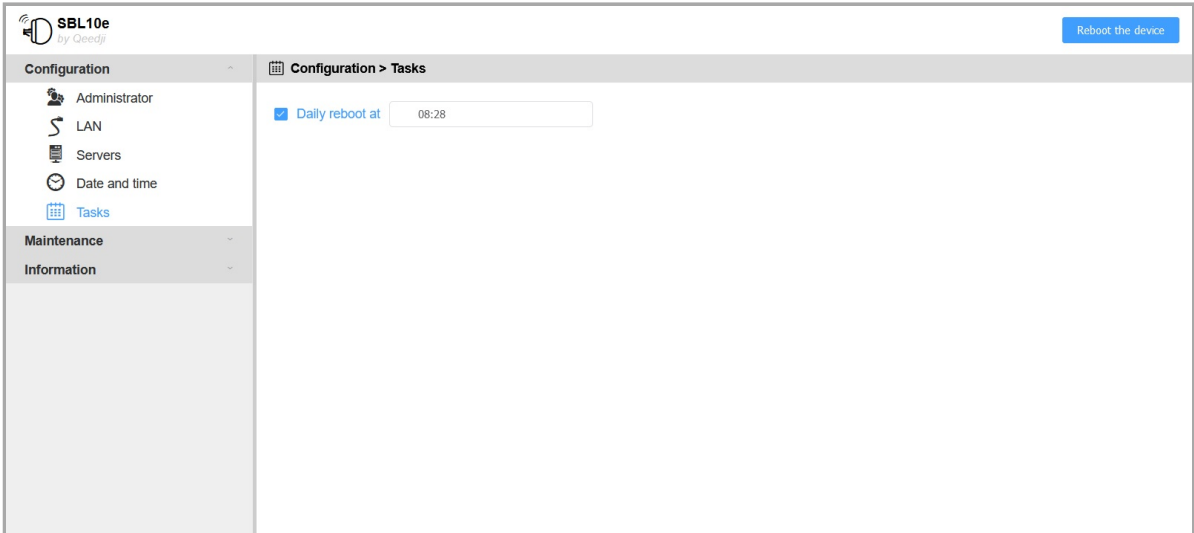 SBL10e
by Qeedji
Reboot the device
Configuration
Administrator
LAN
Servers
Date and time
Tasks
Maintenance
Information
Configuration > Tasks
Daily reboot at 08:28